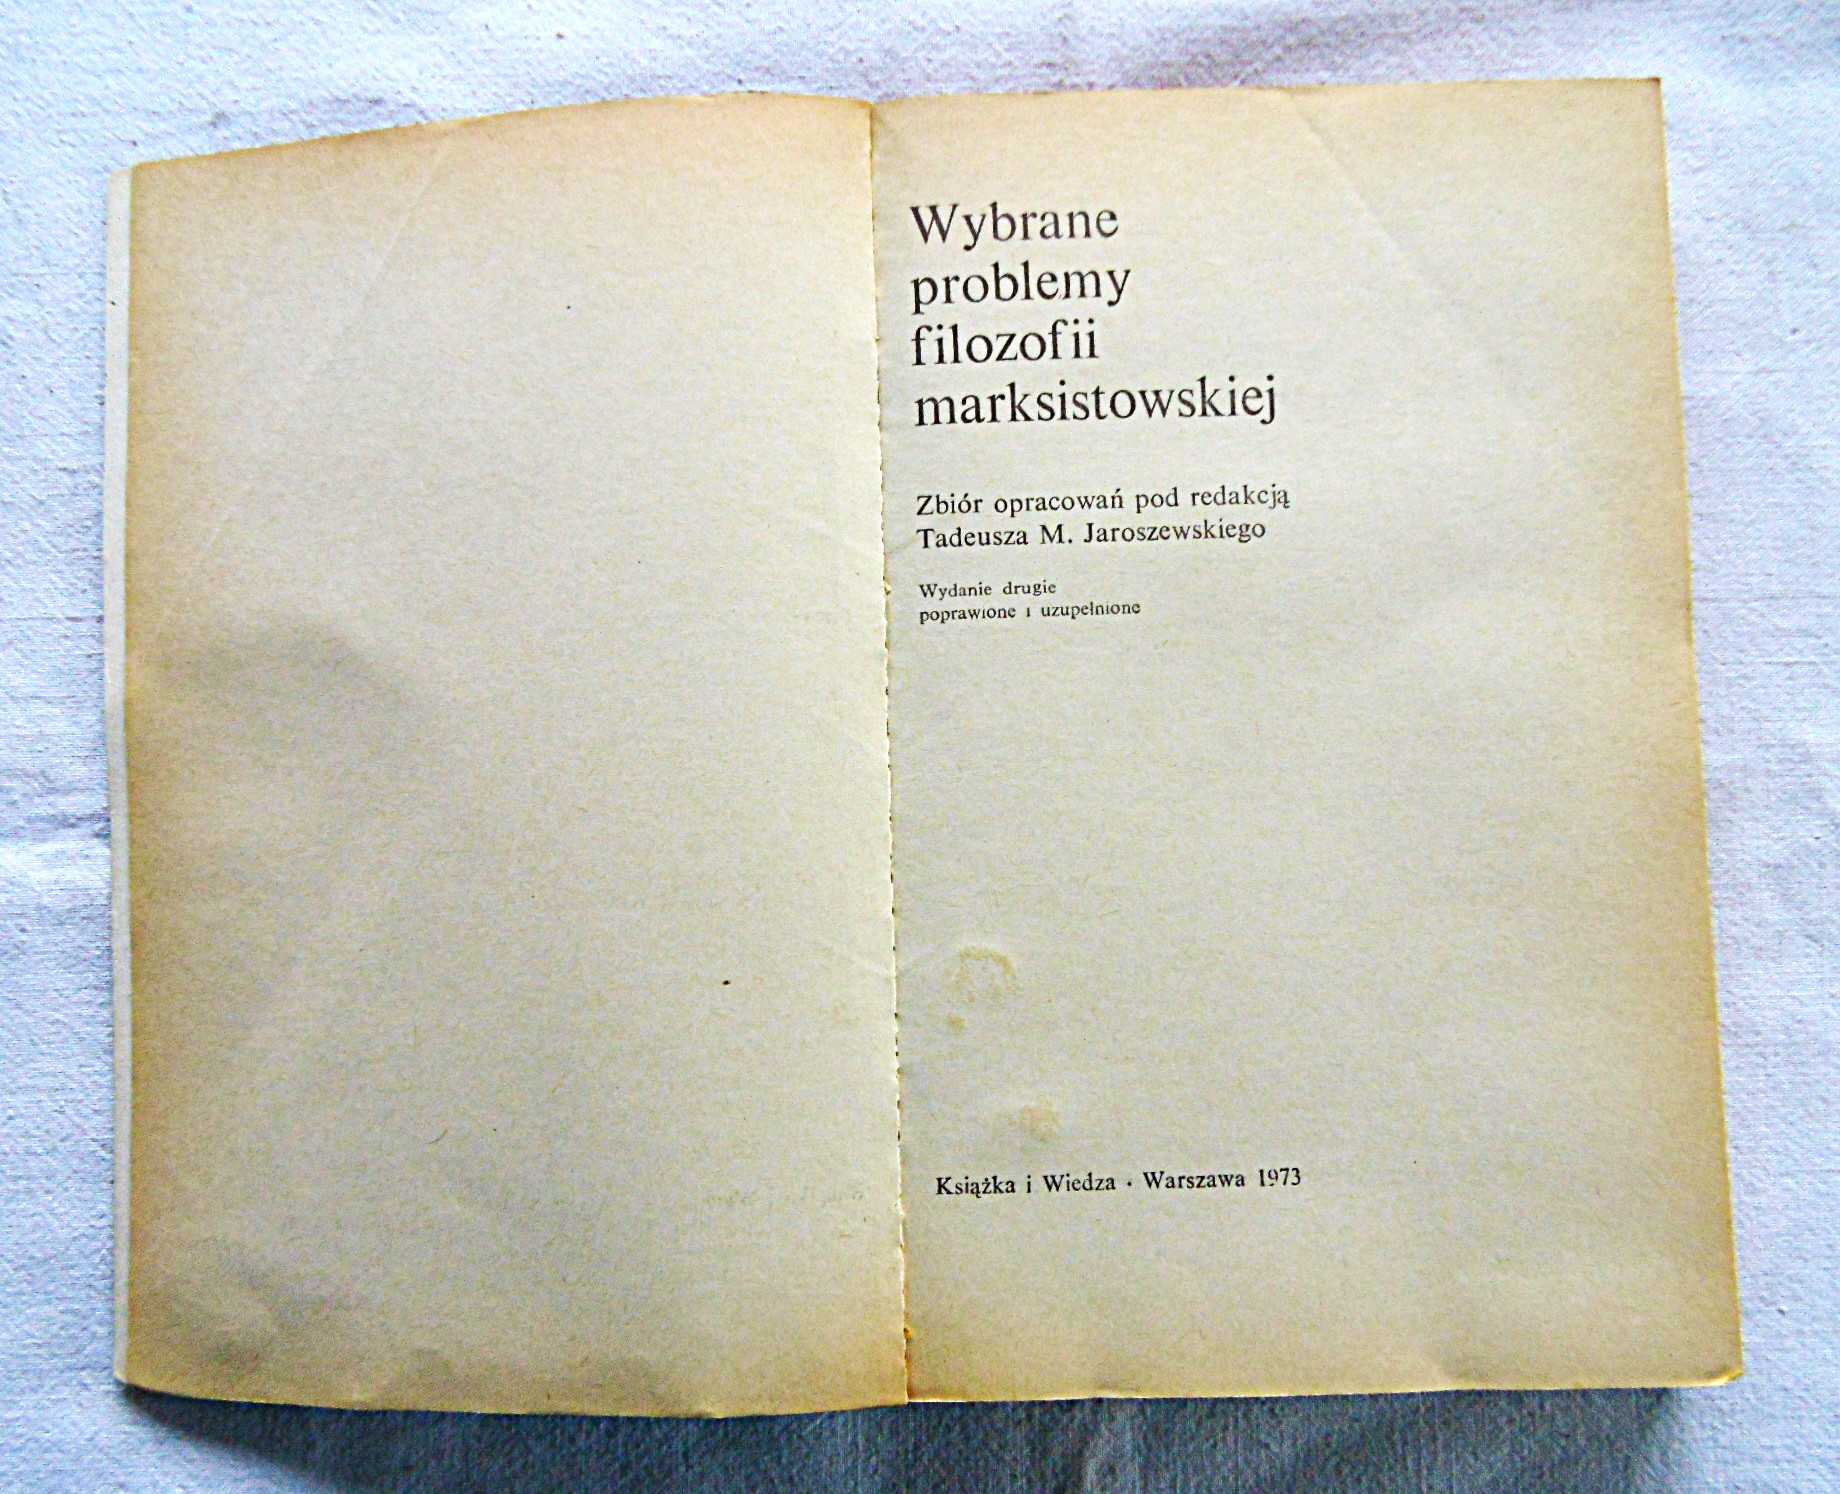 Wybrane
problemy
filozofii
marksistowskiej
Zbiór opracowań pod redakcją
Tadeusza M. Jaroszewskiego
Wydanie drugie
poprawione i uzupełnione
Książka i Wiedza · Warszawa 1973